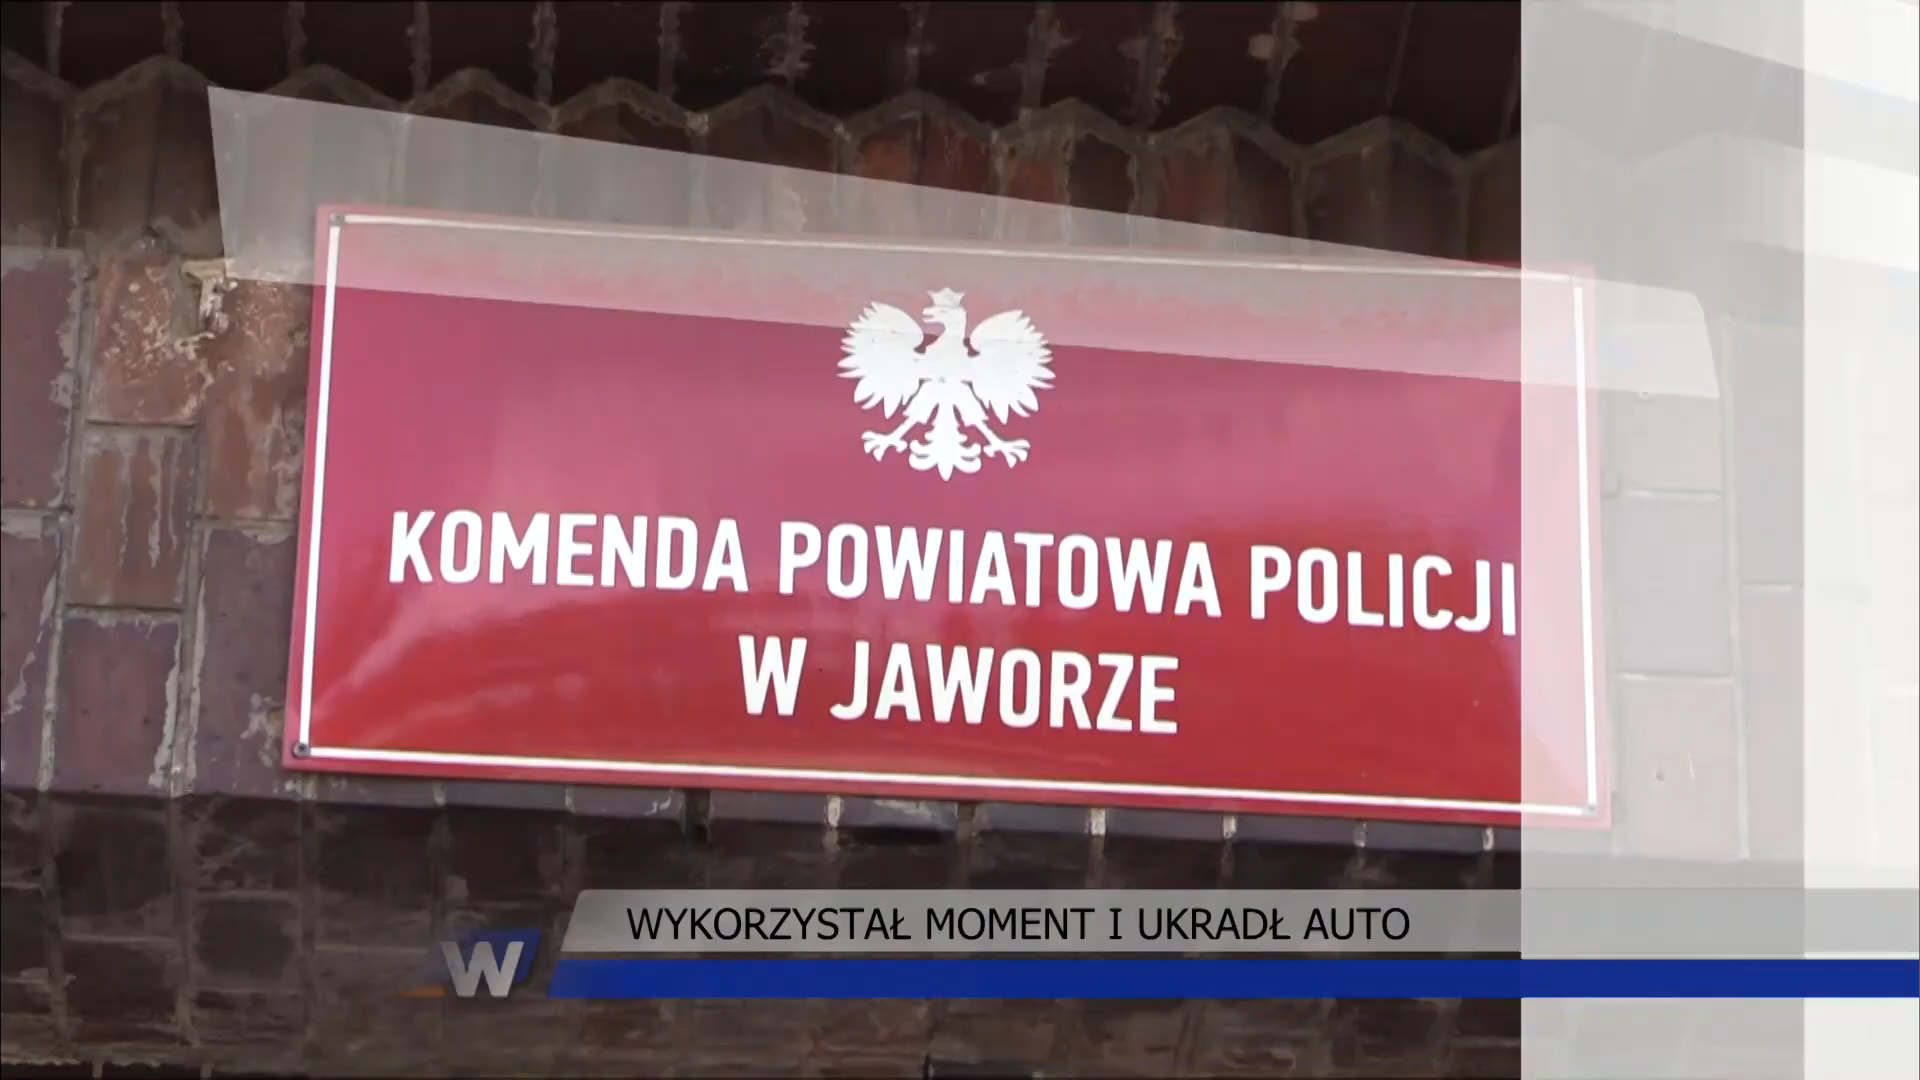 KOMENDA POWIATOWA POLICJI
W JAWORZE
WYKORZYSTAŁ MOMENT I UKRADŁ AUTO
W